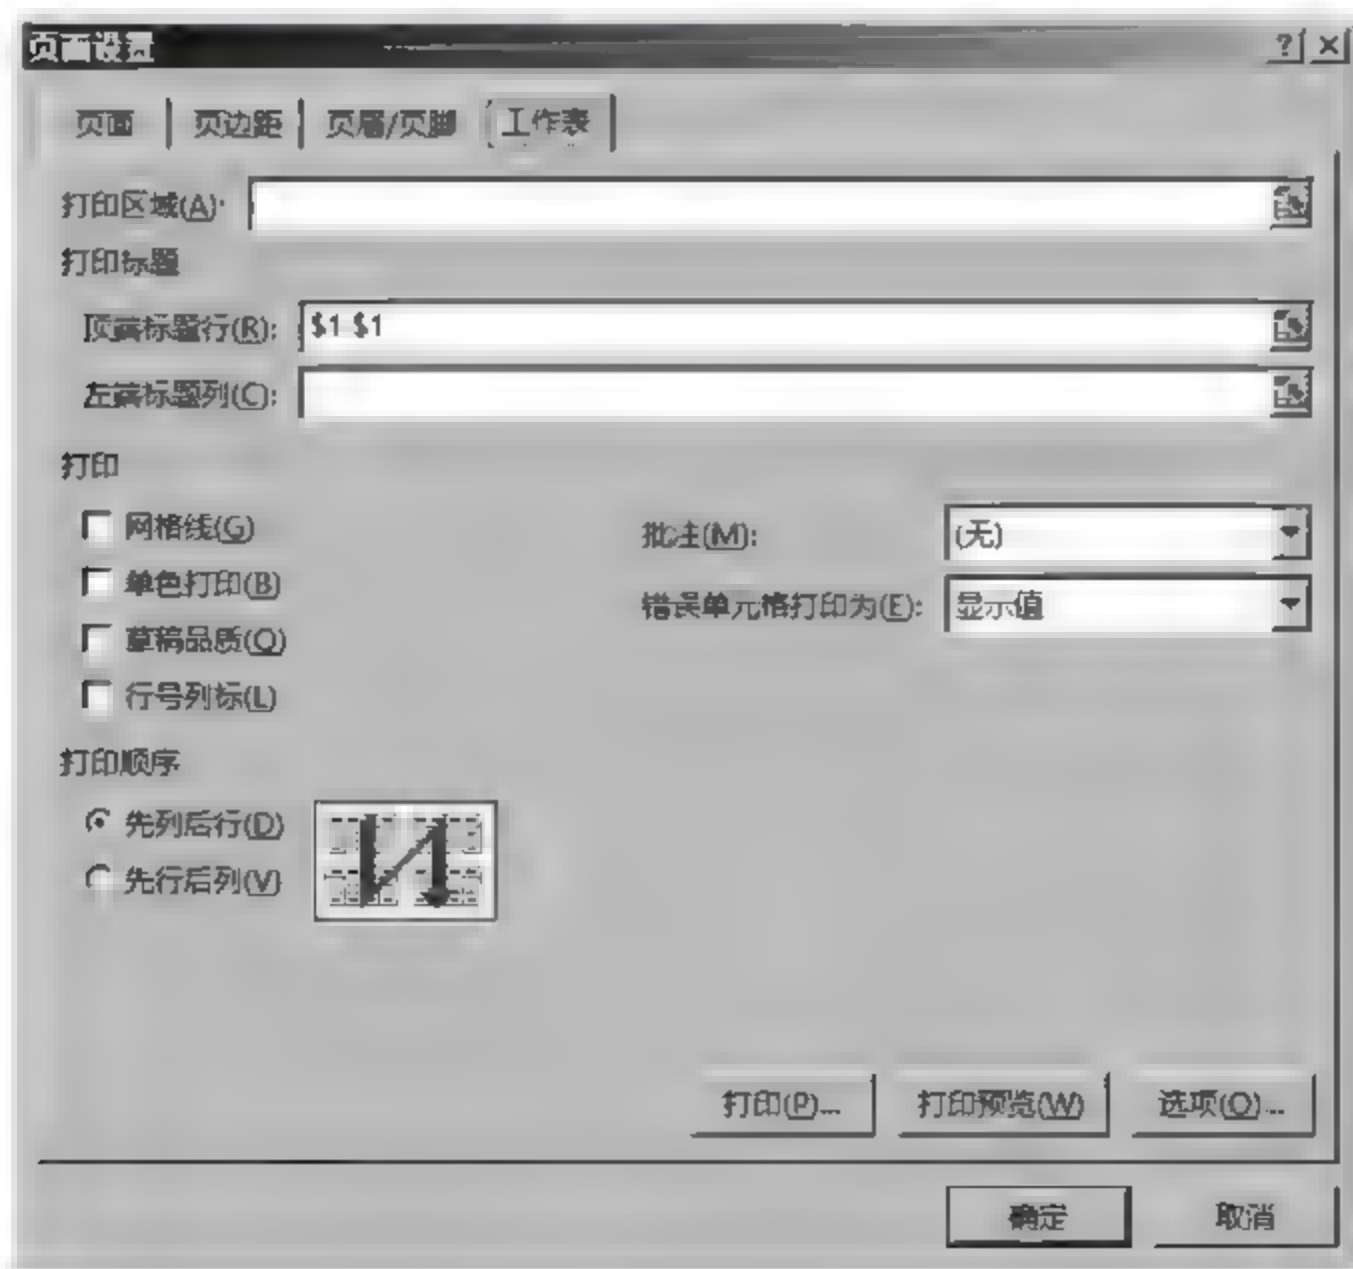 页面设置
页面 页边距 页眉/页脚 工作表
打印区域(A):
打印标题
顶端标题行(R): $1 $1
左端标题列(C):
打印
网格线(G)
批注(M): (无)
单色打印(B)
错误单元格打印为(E): 显示值
草稿品质(Q)
行号列标(L)
打印顺序
先列后行(D)
先行后列(V)
打印(P)... 打印预览(W) 选项(O)...
确定 取消